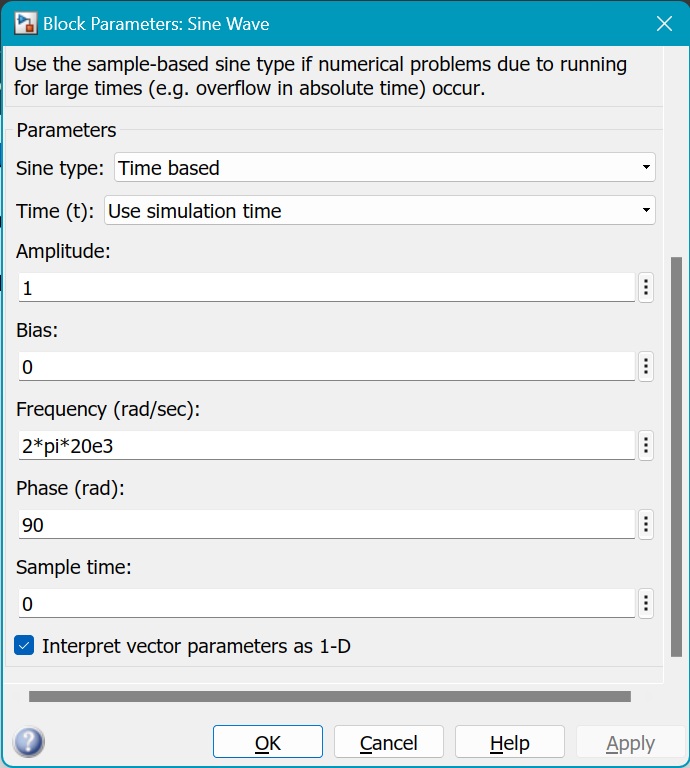 Block Parameters: Sine Wave
Use the sample-based sine type if numerical problems due to running
for large times (e.g. overflow in absolute time) occur.
Parameters
Sine type: Time based
Time (t): Use simulation time
Amplitude:
1
Bias:
0
Frequency (rad/sec):
2*pi*20e3
Phase (rad):
90
Sample time:
0
Interpret vector parameters as 1-D
? OK Cancel Help Apply